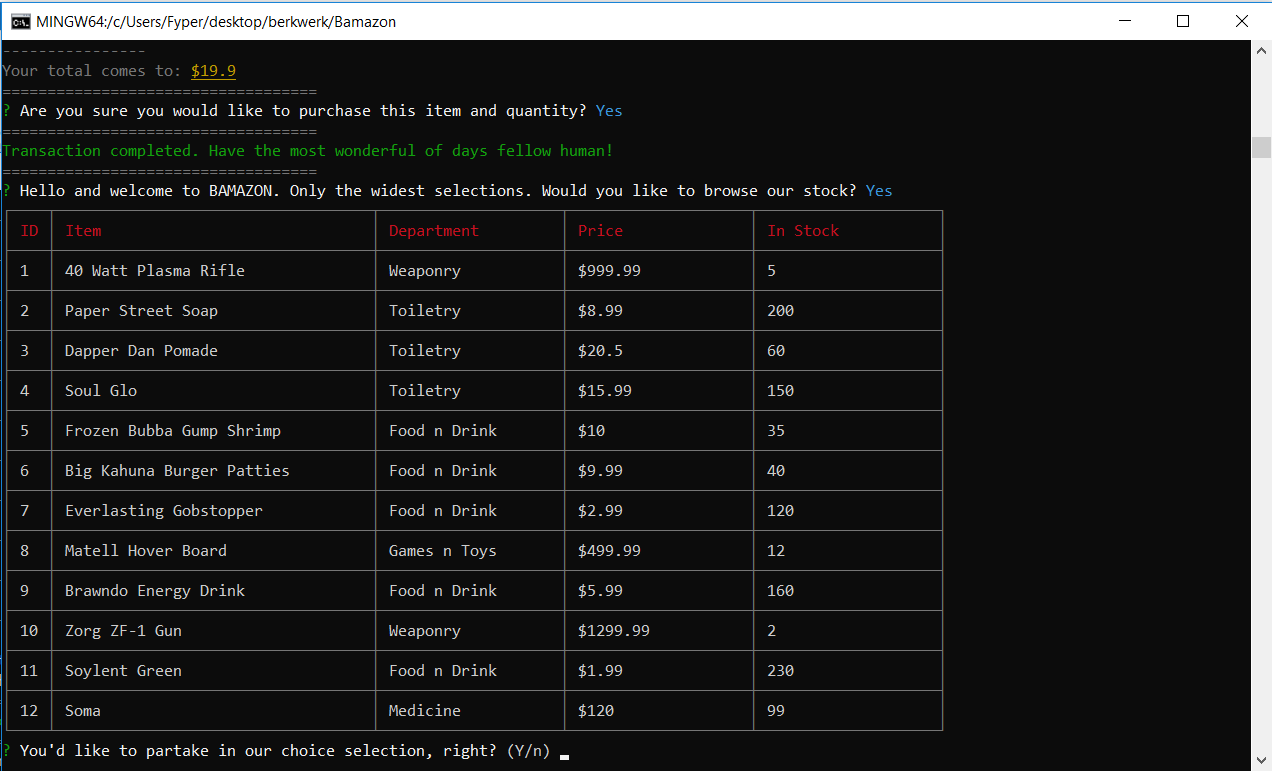 MINGW64:/c/Users/Fyper/desktop/berkwerk/Bamazon
----------------
Your total comes to: $19.9
===================================
? Are you sure you would like to purchase this item and quantity? Yes
===================================
Transaction completed. Have the most wonderful of days fellow human!
===================================
? Hello and welcome to BAMAZON. Only the widest selections. Would you like to browse our stock? Yes
ID Item Department Price In Stock
1 40 Watt Plasma Rifle Weaponry $999.99 5
2 Paper Street Soap Toiletry $8.99 200
3 Dapper Dan Pomade Toiletry $20.5 60
4 Soul Glo Toiletry $15.99 150
5 Frozen Bubba Gump Shrimp Food n Drink $10 35
6 Big Kahuna Burger Patties Food n Drink $9.99 40
7 Everlasting Gobstopper Food n Drink $2.99 120
8 Matell Hover Board Games n Toys $499.99 12
9 Brawndo Energy Drink Food n Drink $5.99 160
10 Zorg ZF-1 Gun Weaponry $1299.99 2
11 Soylent Green Food n Drink $1.99 230
12 Soma Medicine $120 99
? You'd like to partake in our choice selection, right? (Y/n)